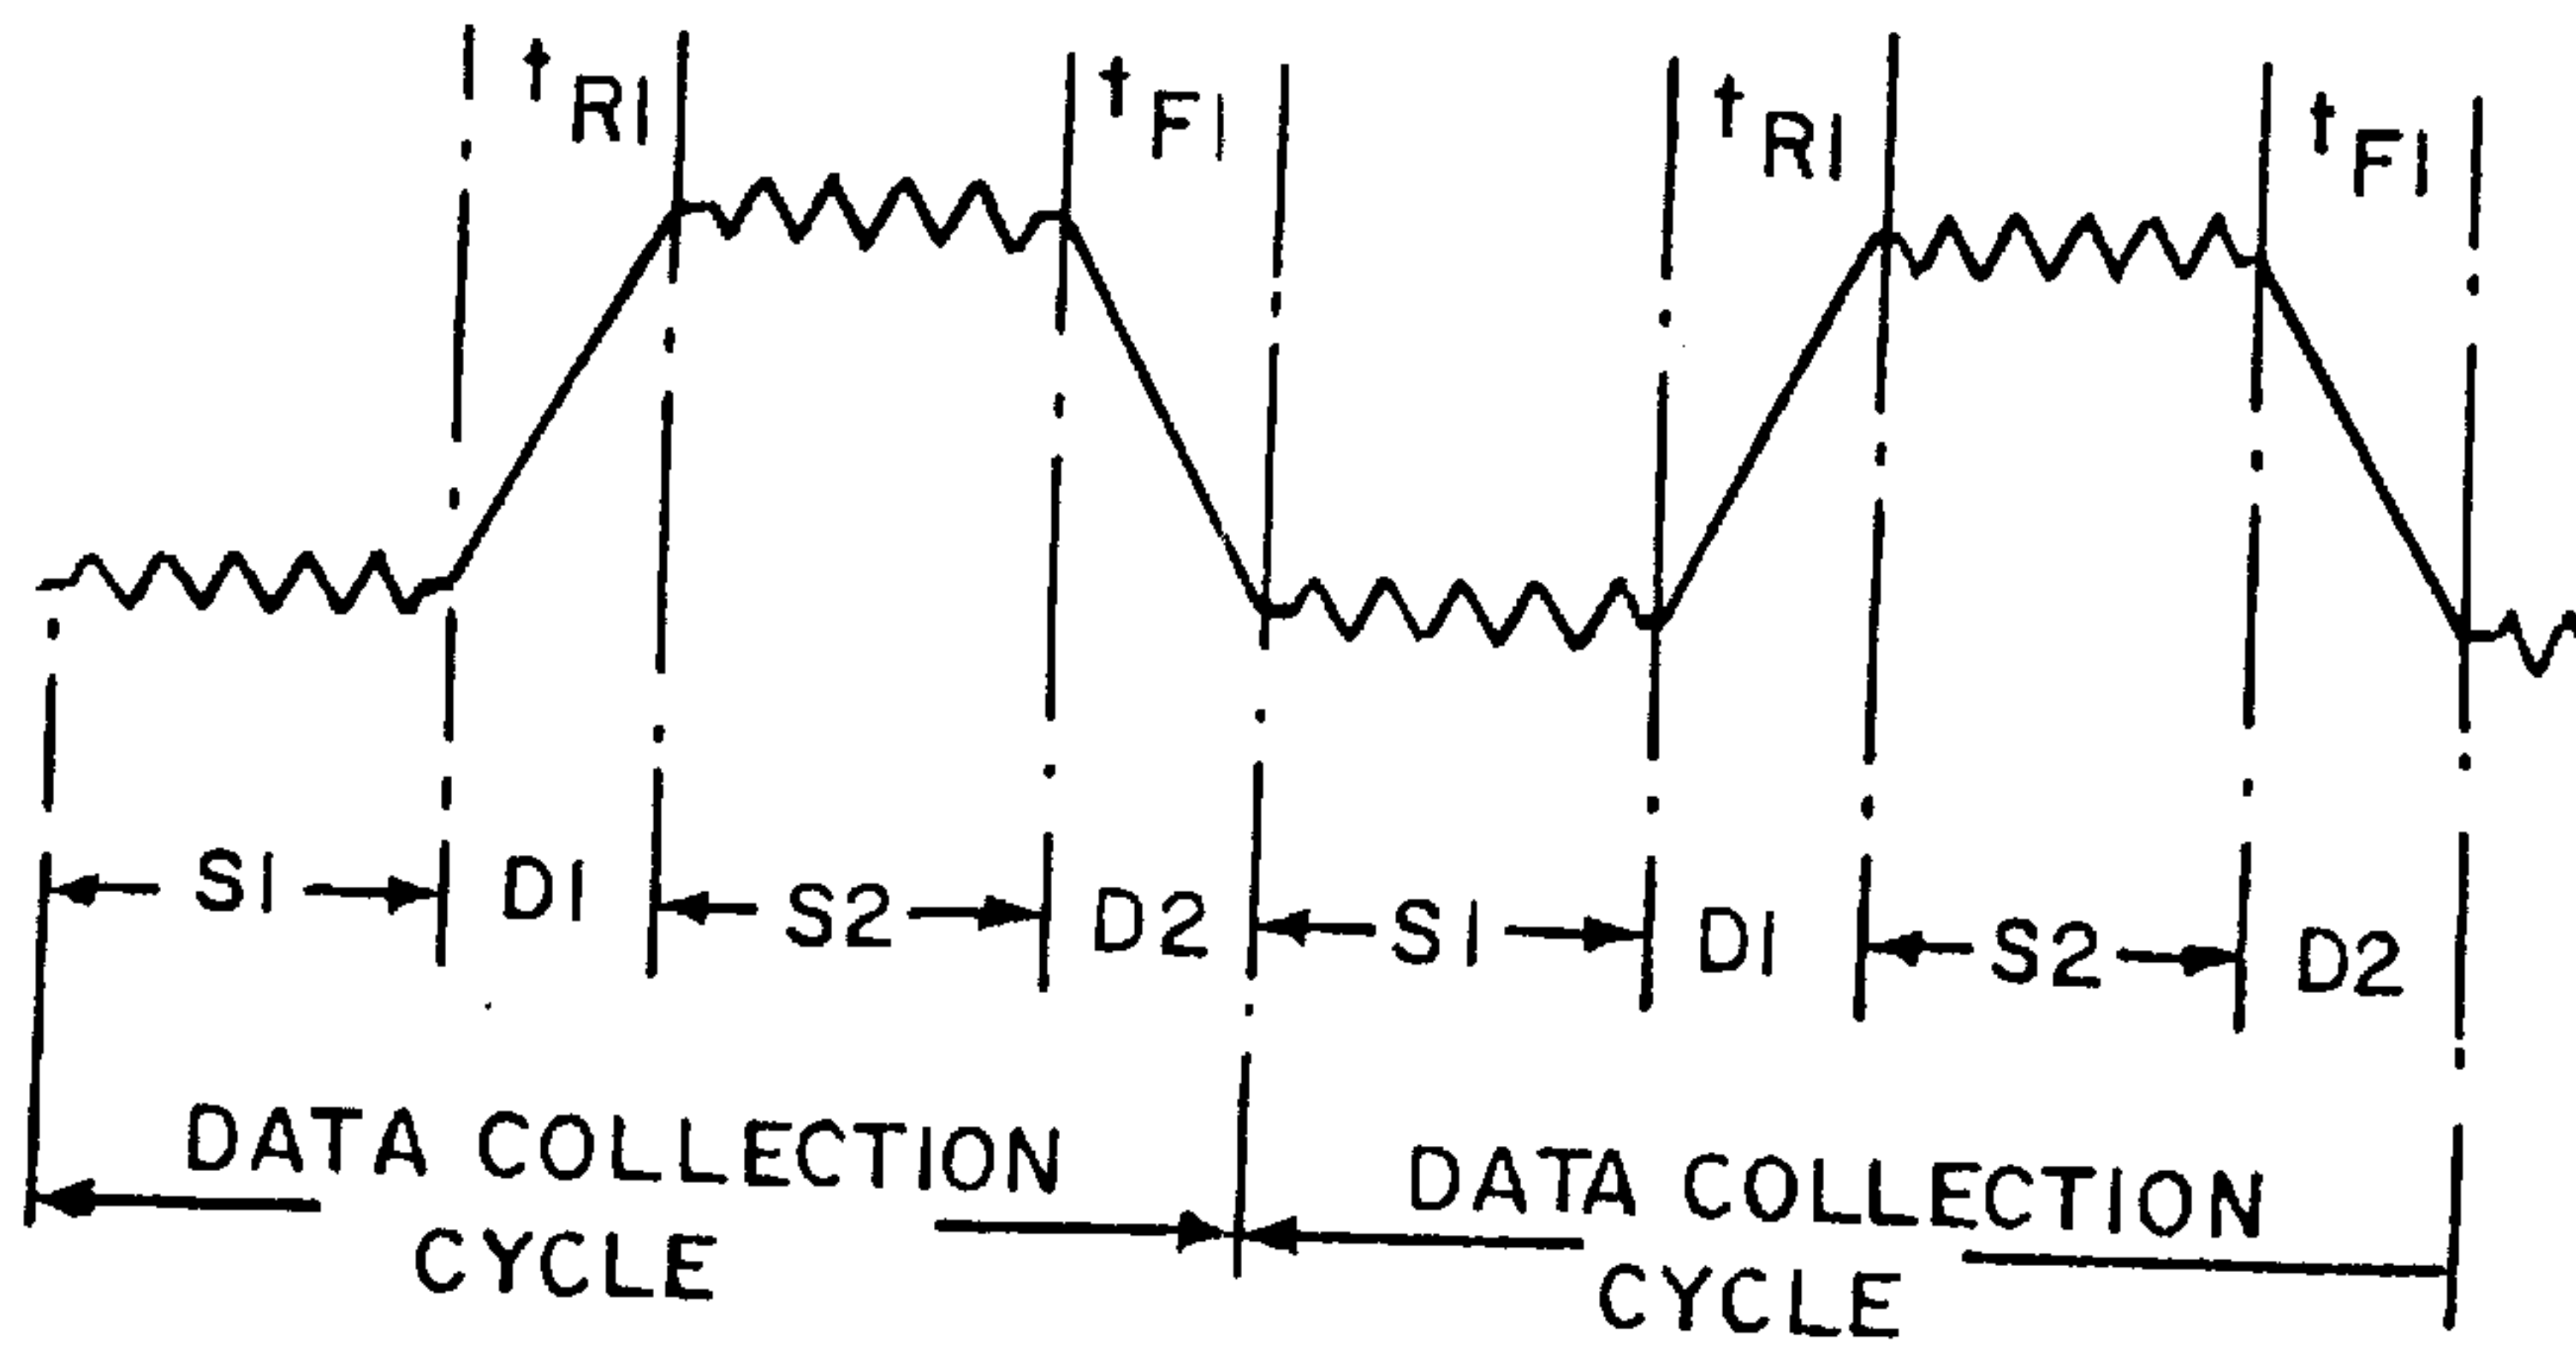 tR1 tF1 tR1 tF1
S1 D1 S2 D2 S1 D1 S2 D2
DATA COLLECTION CYCLE
DATA COLLECTION CYCLE